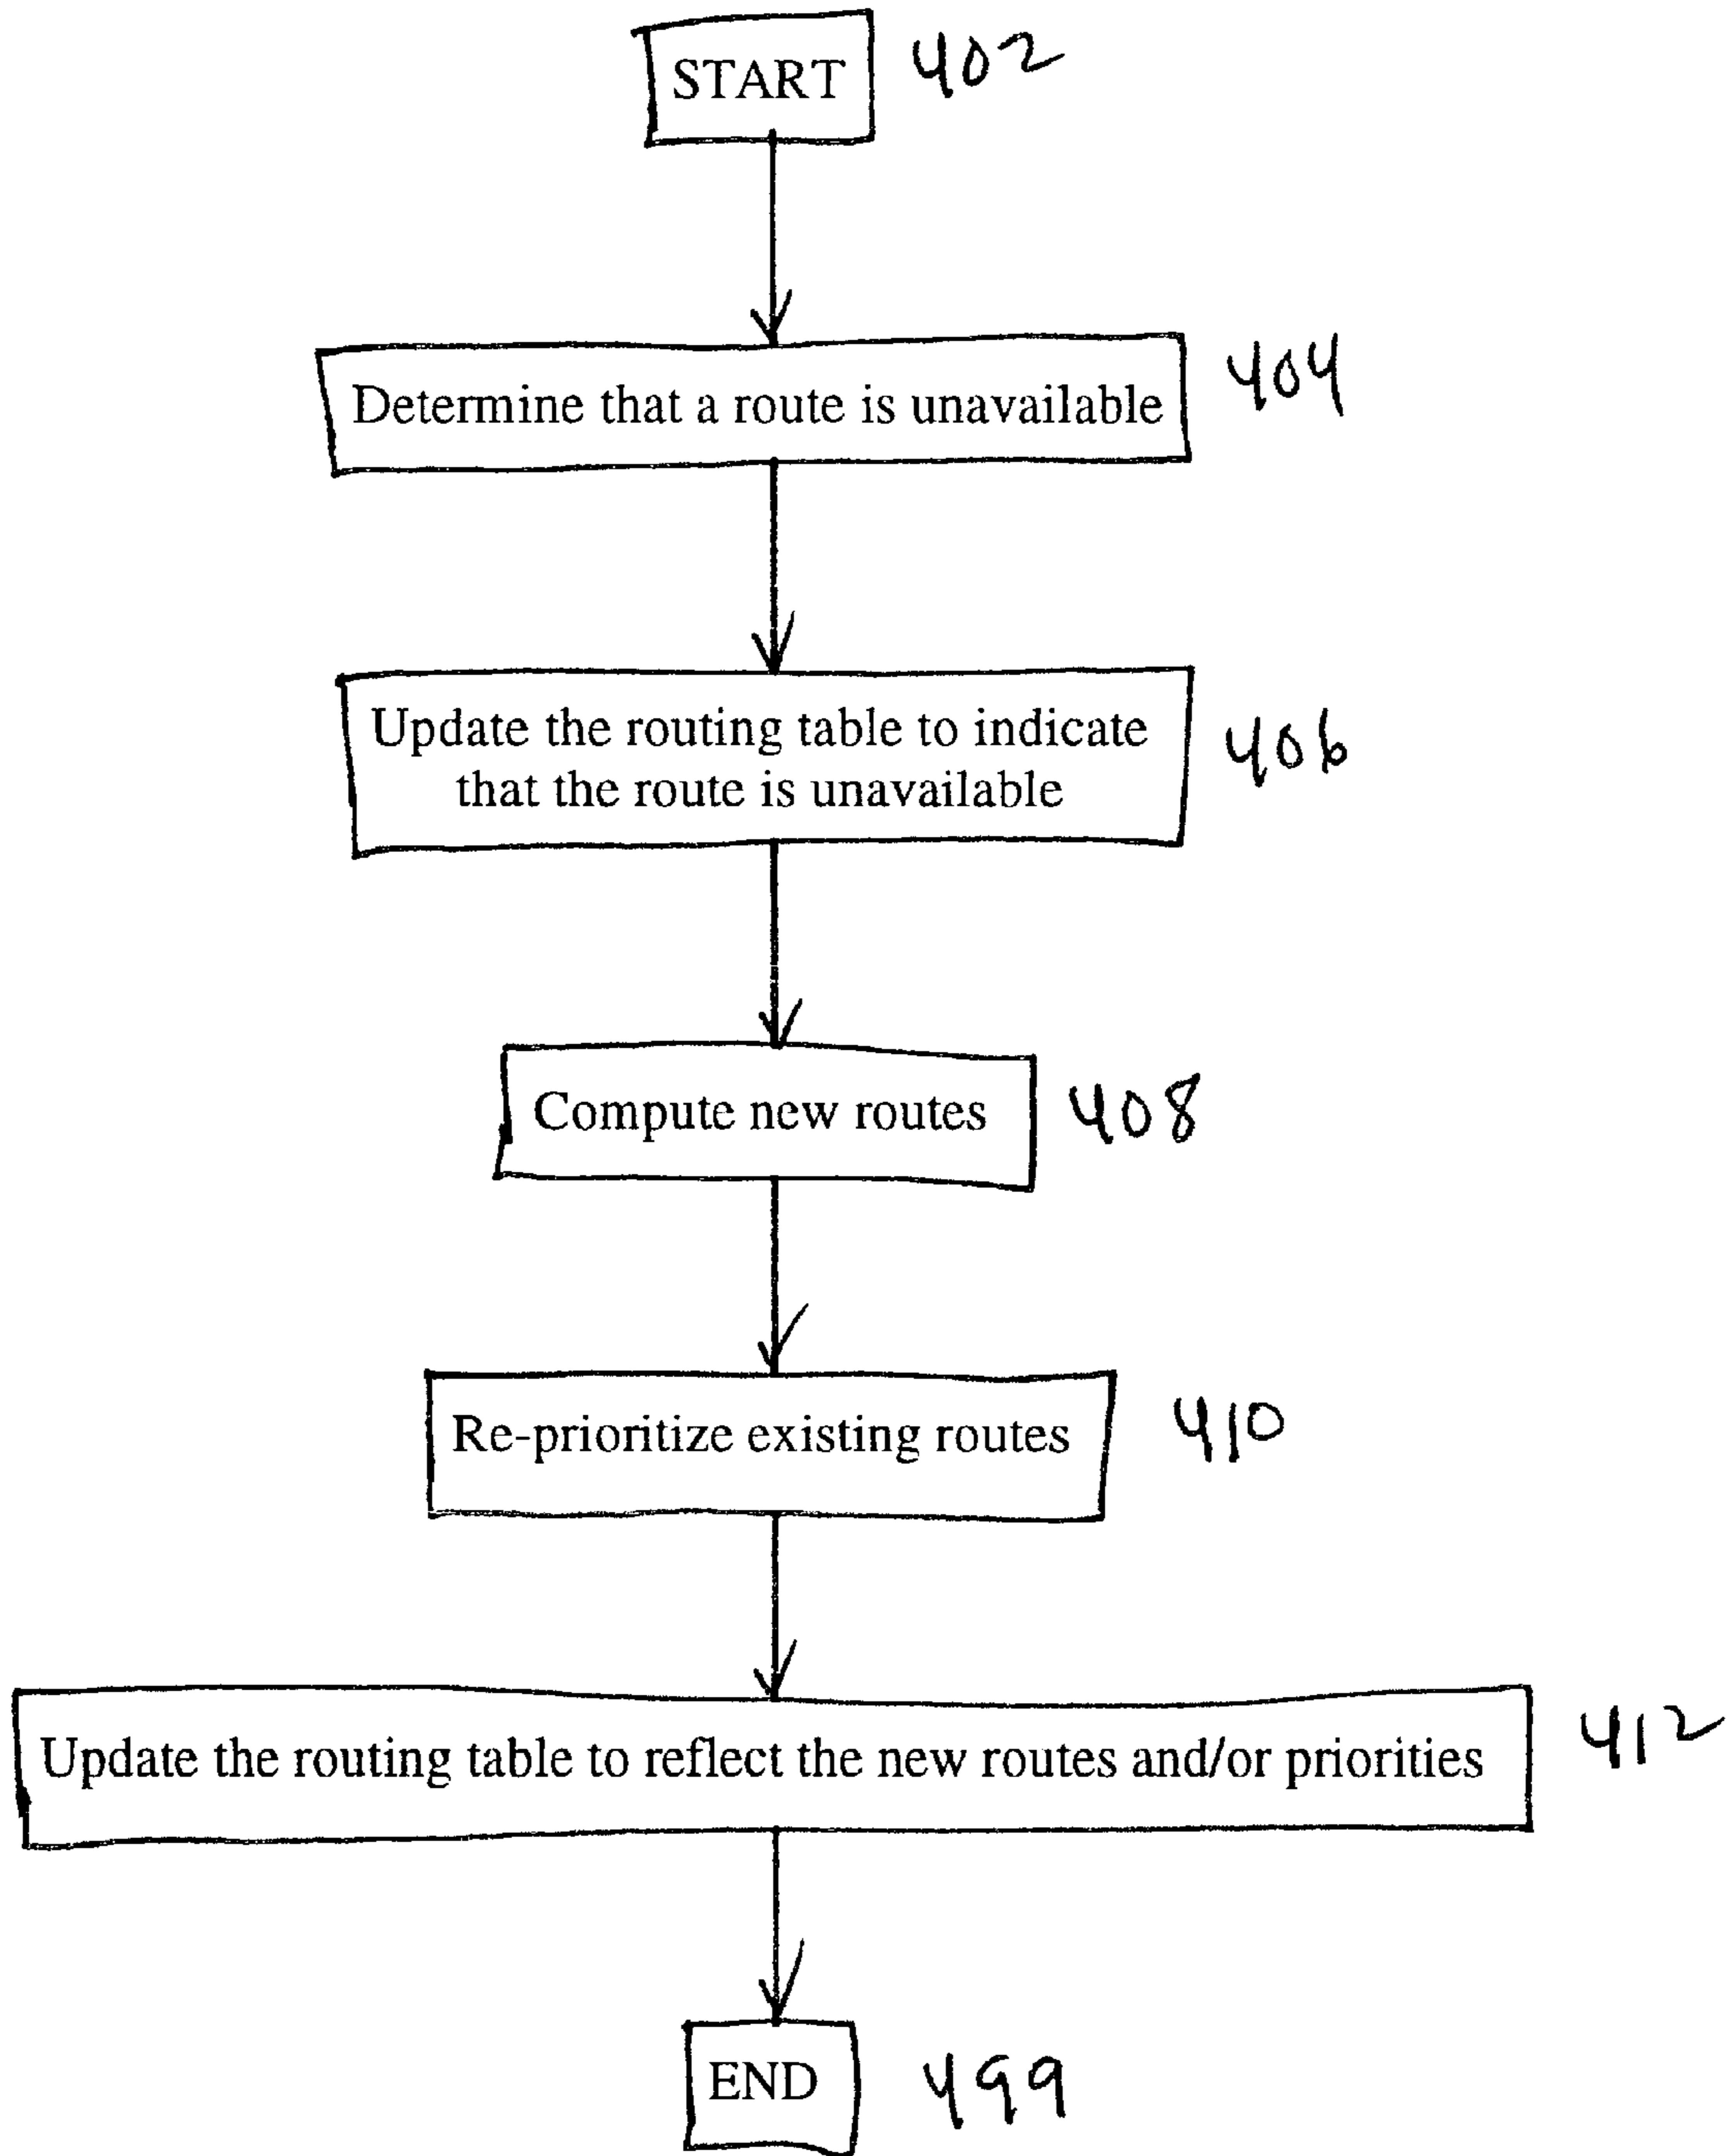 START 402
Determine that a route is unavailable 404
Update the routing table to indicate
that the route is unavailable
406
Compute new routes 408
Re-prioritize existing routes 410
Update the routing table to reflect the new routes and/or priorities 412
END 499